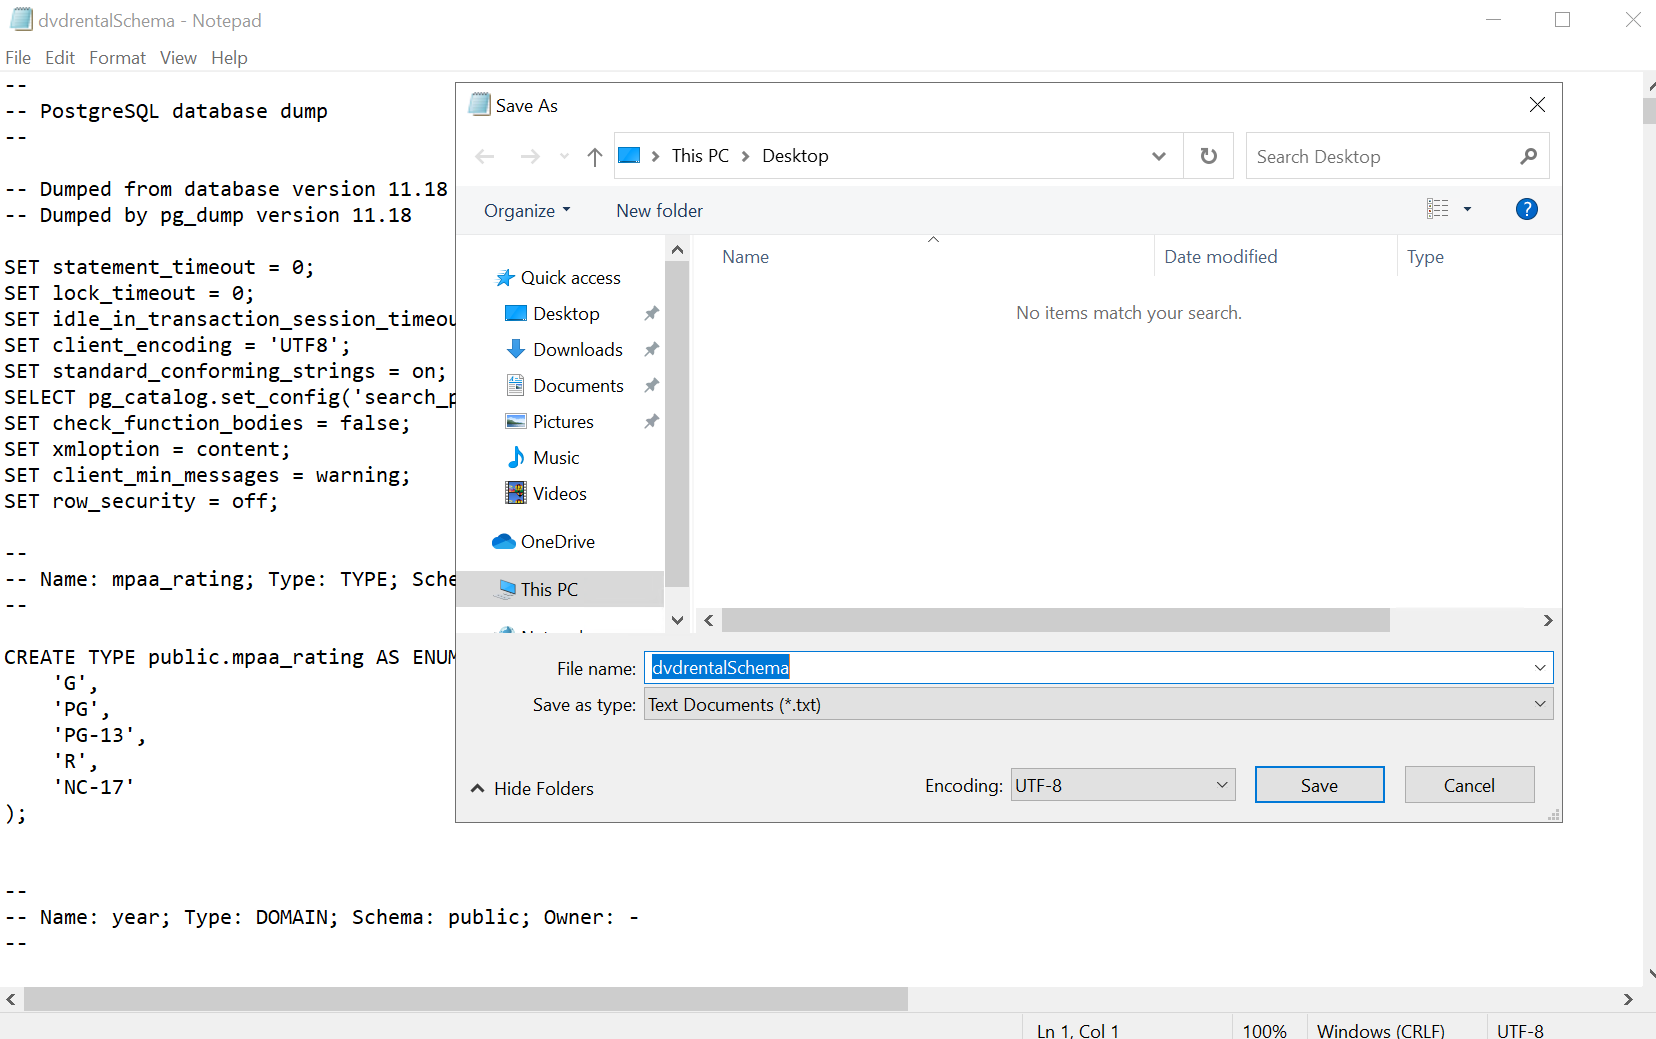 dvdrentalSchema - Notepad
File Edit Format View Help
--
-- PostgreSQL database dump
--
-- Dumped from database version 11.18
-- Dumped by pg_dump version 11.18
SET statement_timeout = 0;
SET lock_timeout = 0;
SET idle_in_transaction_session_timeou
SET client_encoding = 'UTF8';
SET standard_conforming_strings = on;
SELECT pg_catalog.set_config('search_p
SET check_function_bodies = false;
SET xmloption = content;
SET client_min_messages = warning;
SET row_security = off;
--
-- Name: mpaa_rating; Type: TYPE; Sche
--
CREATE TYPE public.mpaa_rating AS ENUM
'G',
'PG',
'PG-13',
'R',
'NC-17'
);
--
-- Name: year; Type: DOMAIN; Schema: public; Owner: -
--
Save As
This PC > Desktop
Search Desktop
Organize New folder
?
Quick access
Desktop
Downloads
Documents
Pictures
Music
Videos
OneDrive
This PC
Name Date modified Type
No items match your search.
File name: dvdrentalSchema
Save as type: Text Documents (*.txt)
Hide Folders Encoding: UTF-8 Save Cancel
Ln 1, Col 1 100% Windows (CRLF) UTF-8